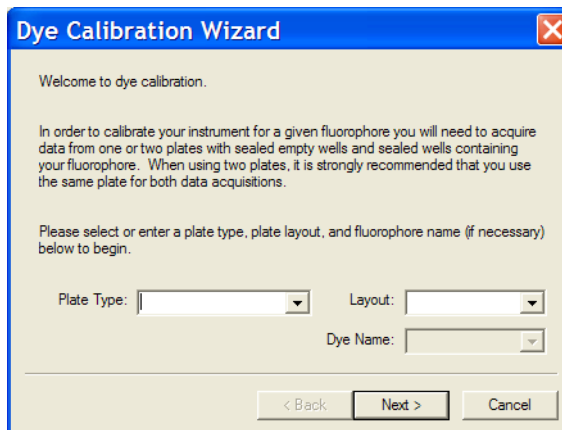 Dye Calibration Wizard
Welcome to dye calibration.
In order to calibrate your instrument for a given fluorophore you will need to acquire
data from one or two plates with sealed empty wells and sealed wells containing
your fluorophore. When using two plates, it is strongly recommended that you use
the same plate for both data acquisitions.
Please select or enter a plate type, plate layout, and fluorophore name (if necessary)
below to begin.
Plate Type: Layout:
Dye Name:
< Back Next > Cancel